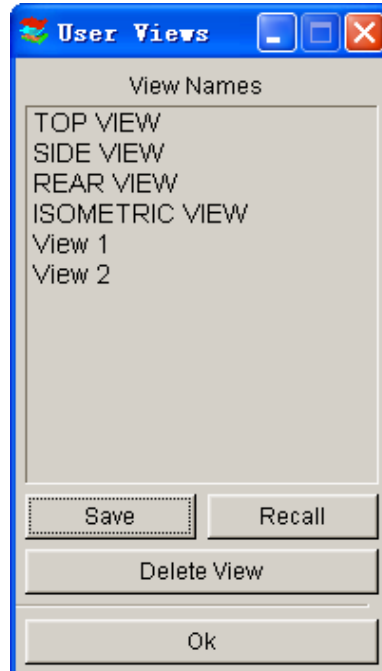 User Views
View Names
TOP VIEW
SIDE VIEW
REAR VIEW
ISOMETRIC VIEW
View 1
View 2
Save Recall
Delete View
Ok